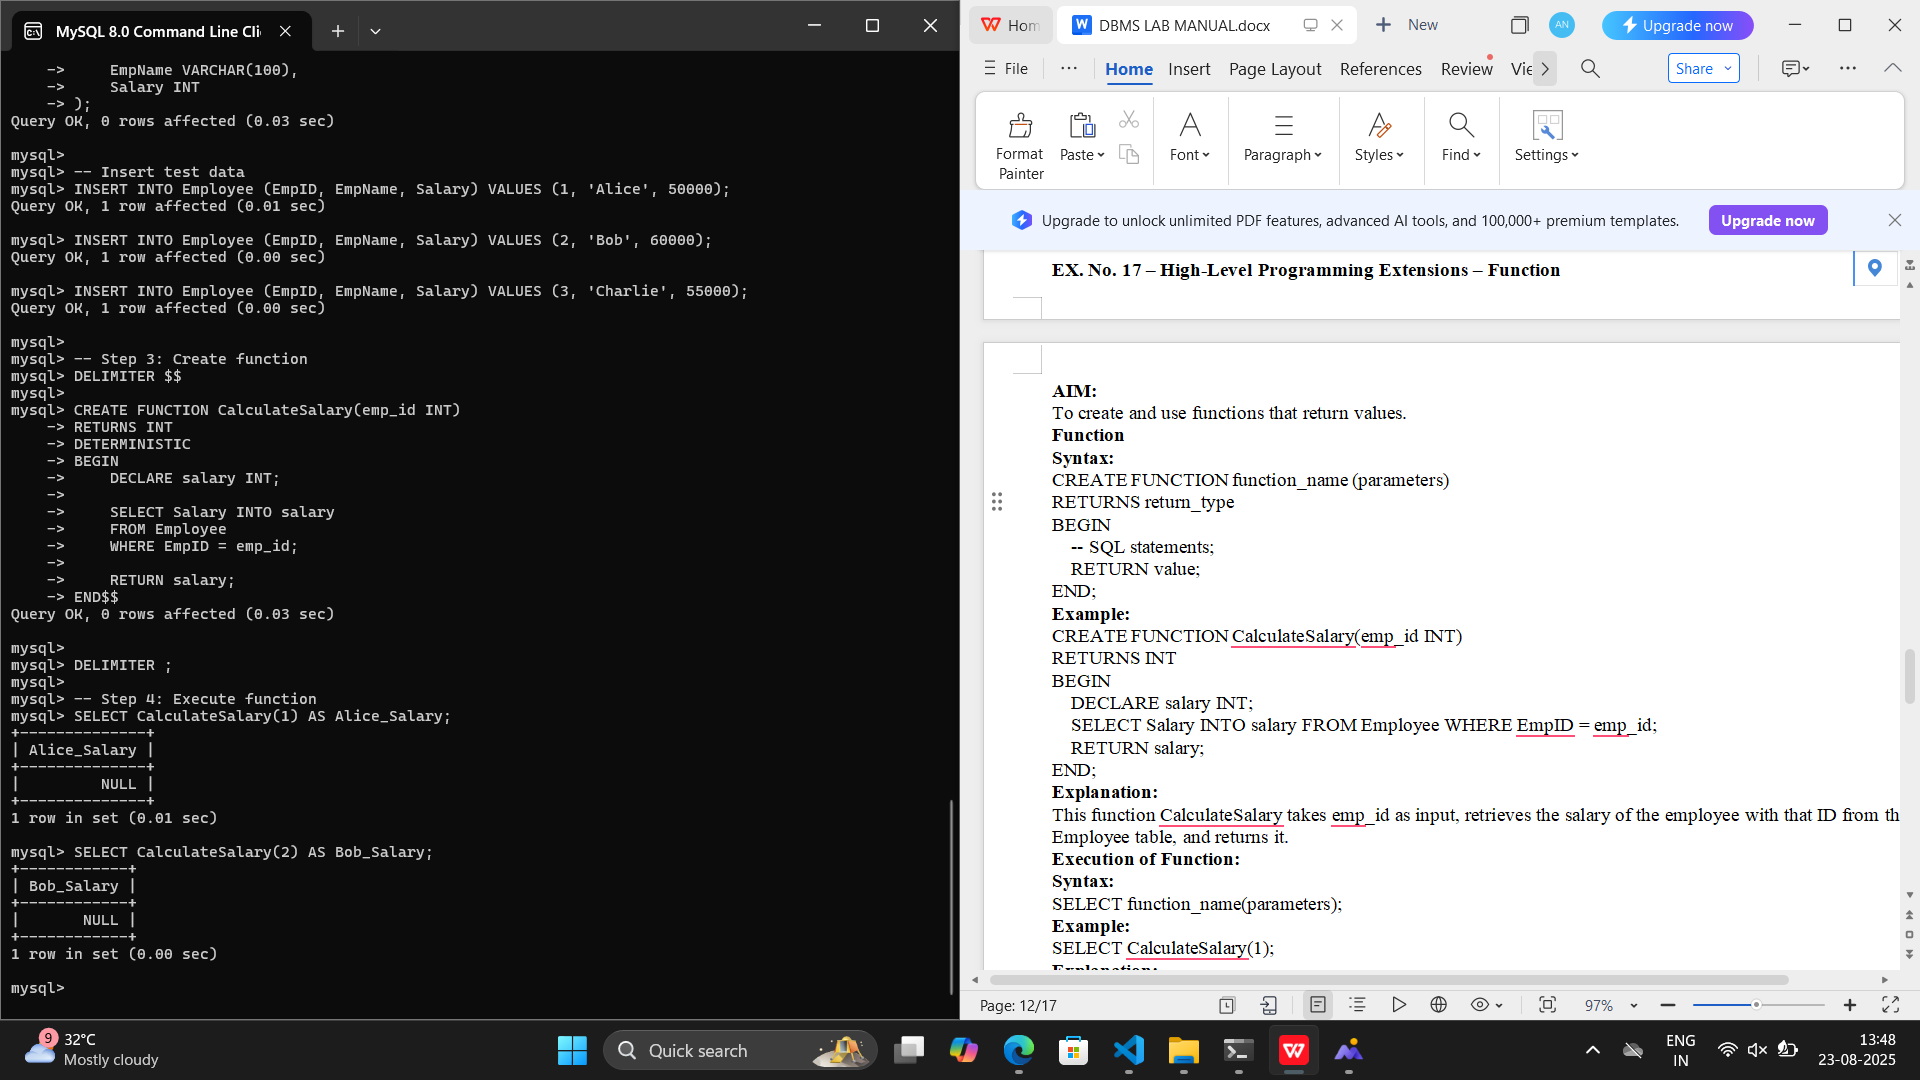 MySQL 8.0 Command Line Cli
    ->     EmpName VARCHAR(100),
    ->     Salary INT
    -> );
Query OK, 0 rows affected (0.03 sec)
mysql>
mysql> -- Insert test data
mysql> INSERT INTO Employee (EmpID, EmpName, Salary) VALUES (1, 'Alice', 50000);
Query OK, 1 row affected (0.01 sec)
mysql> INSERT INTO Employee (EmpID, EmpName, Salary) VALUES (2, 'Bob', 60000);
Query OK, 1 row affected (0.00 sec)
mysql> INSERT INTO Employee (EmpID, EmpName, Salary) VALUES (3, 'Charlie', 55000);
Query OK, 1 row affected (0.00 sec)
mysql>
mysql> -- Step 3: Create function
mysql> DELIMITER $$
mysql>
mysql> CREATE FUNCTION CalculateSalary(emp_id INT)
    -> RETURNS INT
    -> DETERMINISTIC
    -> BEGIN
    ->     DECLARE salary INT;
    ->
    ->     SELECT Salary INTO salary
    ->     FROM Employee
    ->     WHERE EmpID = emp_id;
    ->
    ->     RETURN salary;
    -> END$$
Query OK, 0 rows affected (0.03 sec)
mysql>
mysql> DELIMITER ;
mysql>
mysql> -- Step 4: Execute function
mysql> SELECT CalculateSalary(1) AS Alice_Salary;
+--------------+
| Alice_Salary |
+--------------+
|         NULL |
+--------------+
1 row in set (0.01 sec)
mysql> SELECT CalculateSalary(2) AS Bob_Salary;
+------------+
| Bob_Salary |
+------------+
|       NULL |
+------------+
1 row in set (0.00 sec)
mysql>
Hom
DBMS LAB MANUAL.docx
New
AN
Upgrade now
File
Home
Insert
Page Layout
References
Review
Vie
Share
Format Painter
Paste
Font
Paragraph
Styles
Find
Settings
Upgrade to unlock unlimited PDF features, advanced AI tools, and 100,000+ premium templates.
Upgrade now
EX. No. 17 – High-Level Programming Extensions – Function
AIM:
To create and use functions that return values.
Function
Syntax:
CREATE FUNCTION function_name (parameters)
RETURNS return_type
BEGIN
-- SQL statements;
RETURN value;
END;
Example:
CREATE FUNCTION CalculateSalary(emp_id INT)
RETURNS INT
BEGIN
DECLARE salary INT;
SELECT Salary INTO salary FROM Employee WHERE EmpID = emp_id;
RETURN salary;
END;
Explanation:
This function CalculateSalary takes emp_id as input, retrieves the salary of the employee with that ID from th
Employee table, and returns it.
Execution of Function:
Syntax:
SELECT function_name(parameters);
Example:
SELECT CalculateSalary(1);
Explanation:
Page: 12/17
97%
9
32°C
Mostly cloudy
Quick search
ENG
IN
13:48
23-08-2025